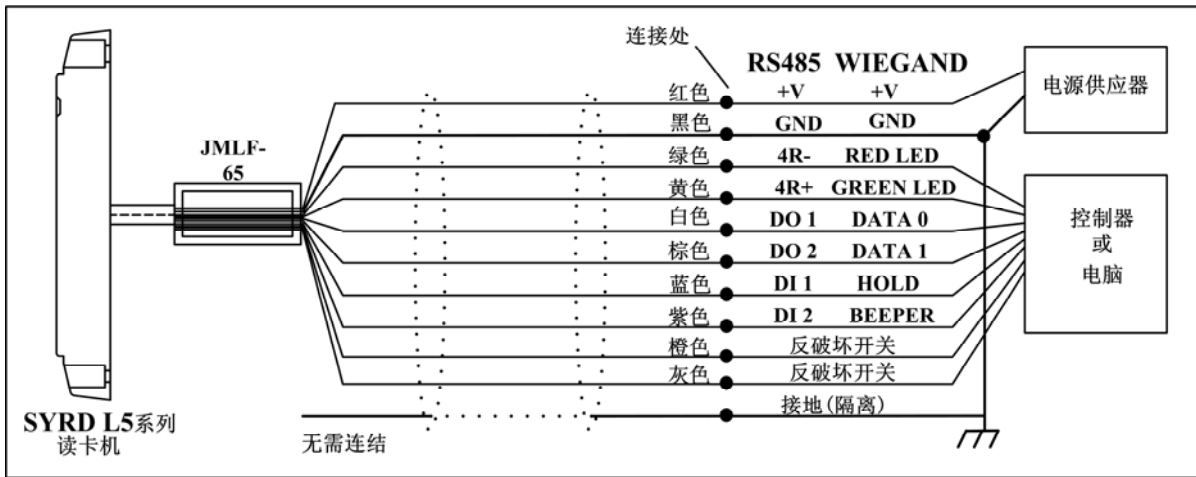 连接处
RS485 WIEGAND
红色 +V +V
电源供应器
黑色 GND GND
JMLF-
65
绿色 4R- RED LED
黄色 4R+ GREEN LED
白色 DO 1 DATA 0
控制器
或
电脑
棕色 DO 2 DATA 1
蓝色 DI 1 HOLD
紫色 DI 2 BEEPER
橙色 反破坏开关
灰色 反破坏开关
接地(隔离)
SYRD L5系列
读卡机
无需连结